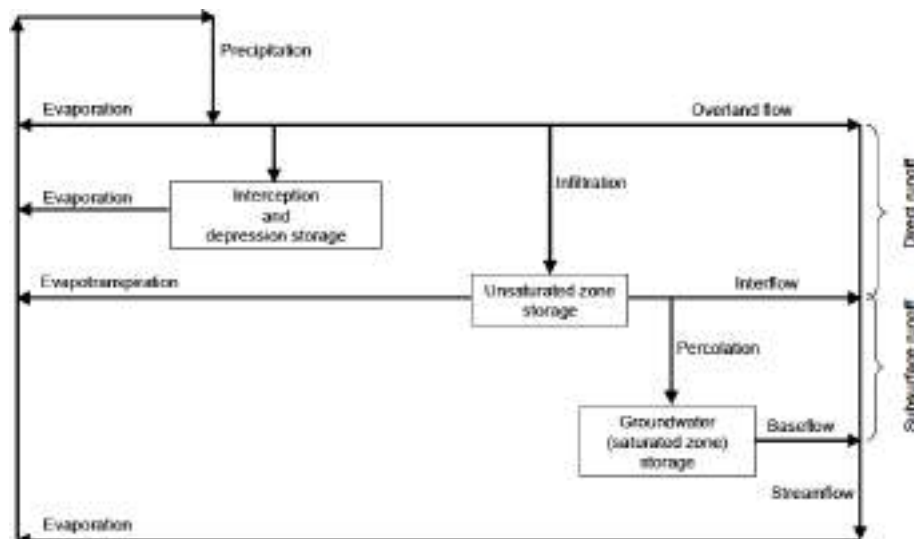 Precipitation
Evaporation
Overland flow
Infiltration
Evaporation
Interception
and
depression storage
Direct runoff
Evapotranspiration
Unsaturated zone
storage
Interflow
Percolation
Subsurface runoff
Groundwater
(saturated zone)
storage
Baseflow
Streamflow
Evaporation